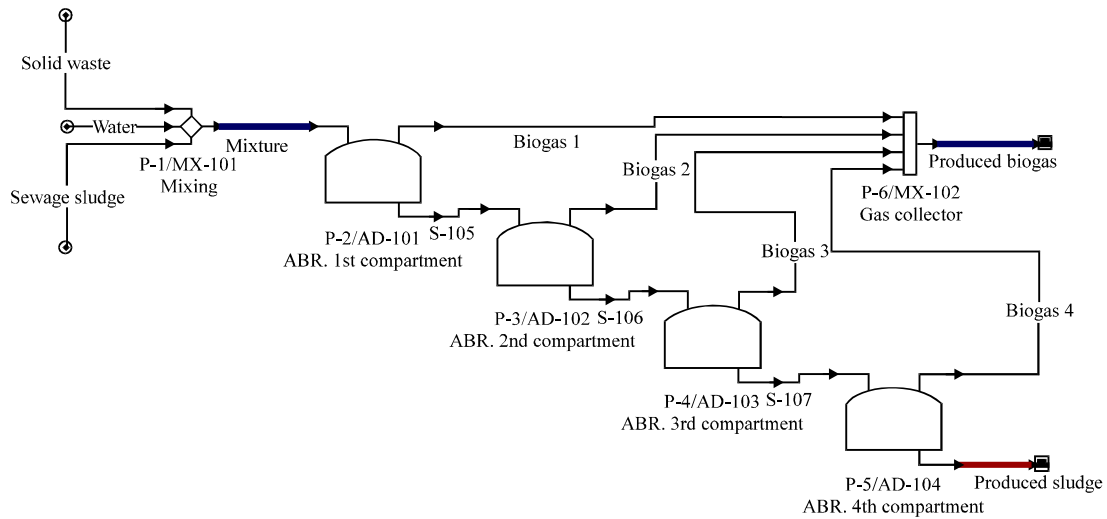 Solid waste
Water
Sewage sludge
P-1/MX-101
Mixing
Mixture
P-2/AD-101
ABR. 1st compartment
S-105
Biogas 1
P-3/AD-102
ABR. 2nd compartment
S-106
Biogas 2
P-4/AD-103
ABR. 3rd compartment
S-107
Biogas 3
P-5/AD-104
ABR. 4th compartment
Biogas 4
P-6/MX-102
Gas collector
Produced biogas
Produced sludge